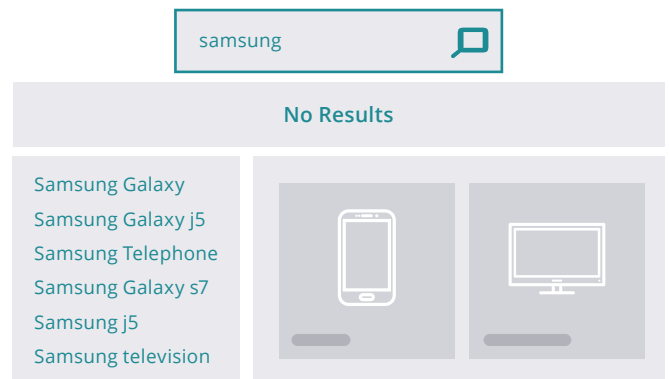 samsung
No Results
Samsung Galaxy
Samsung Galaxy j5
Samsung Telephone
Samsung Galaxy s7
Samsung j5
Samsung television